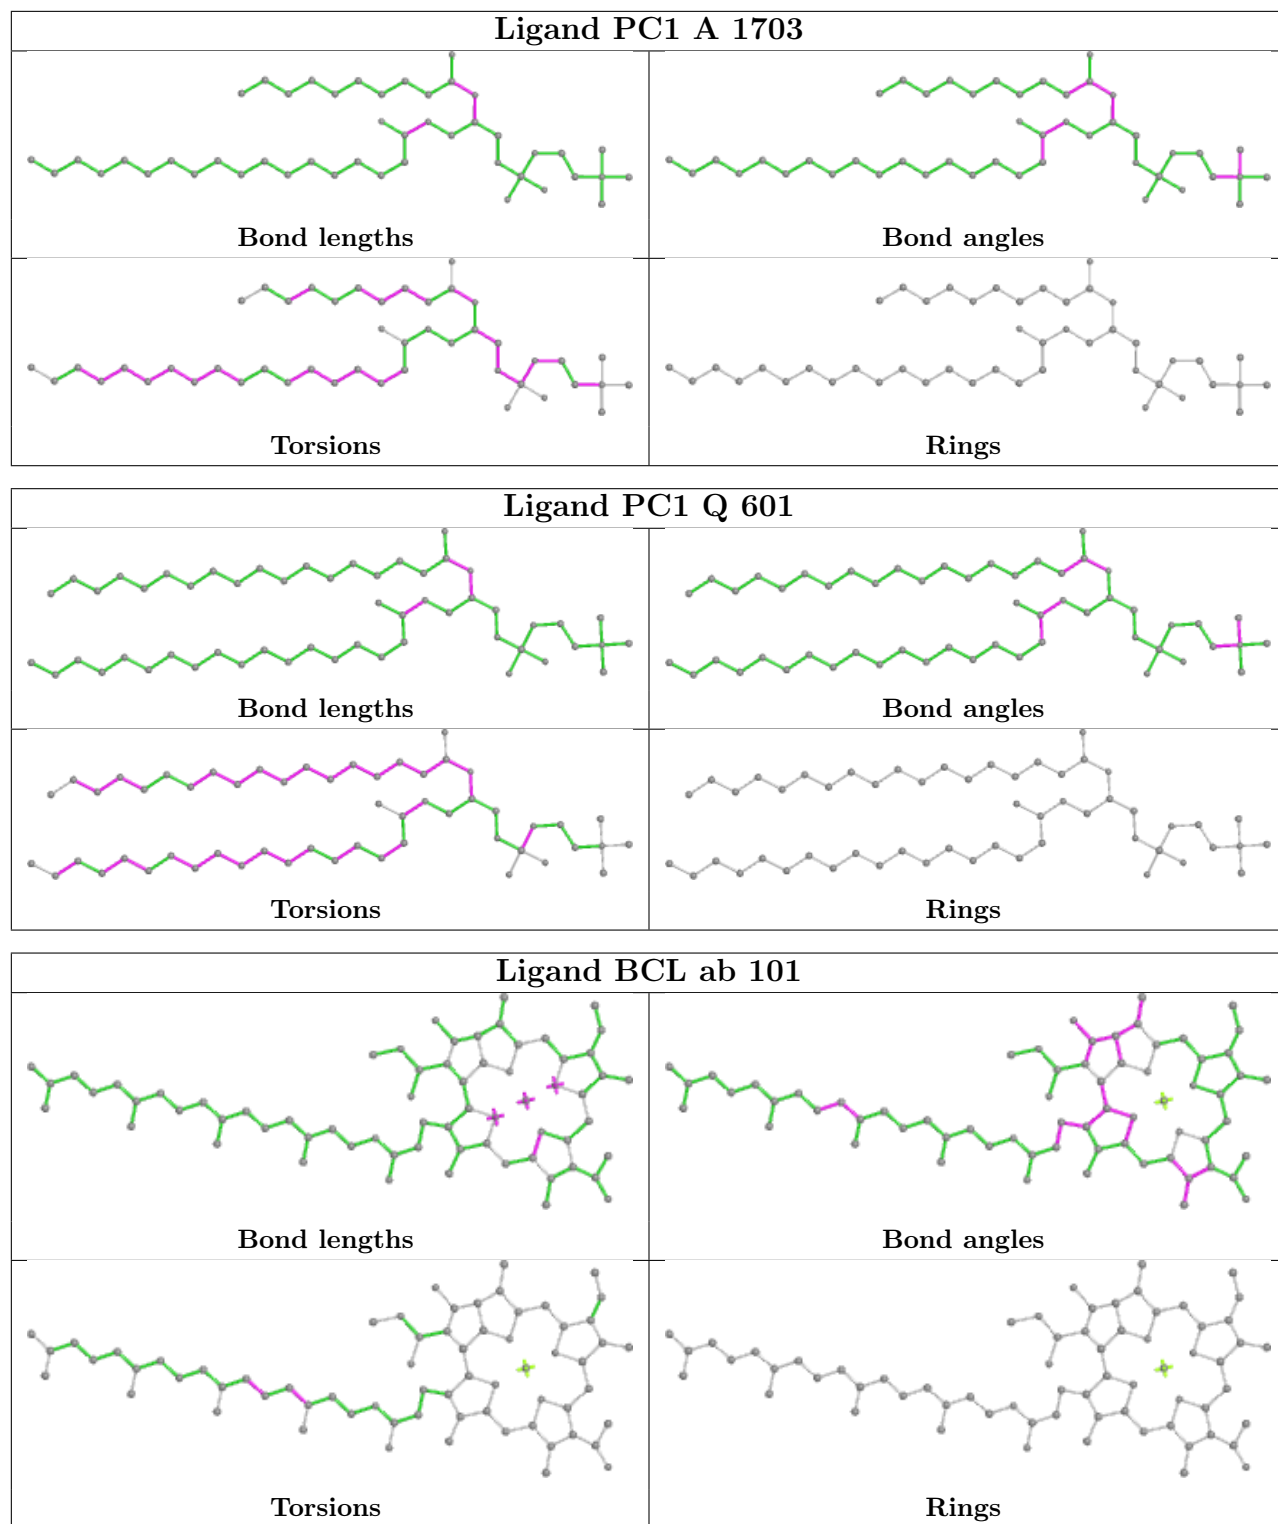 Ligand PC1 A 1703
Bond lengths
Bond angles
Torsions
Rings
Ligand PC1 Q 601
Bond lengths
Bond angles
Torsions
Rings
Ligand BCL ab 101
Bond lengths
Bond angles
Torsions
Rings